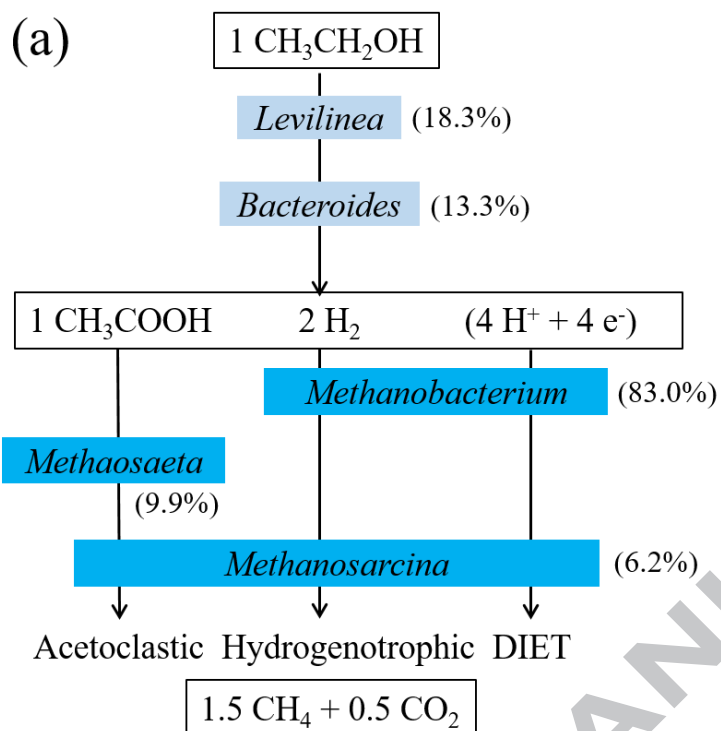 (a)
1 CH₃CH₂OH
Levilinea (18.3%)
Bacteroides (13.3%)
1 CH₃COOH 2 H₂ (4 H⁺ + 4 e⁻)
Methanobacterium (83.0%)
Methaosaeta
(9.9%)
Methanosarcina (6.2%)
Acetoclastic Hydrogenotrophic DIET
1.5 CH₄ + 0.5 CO₂